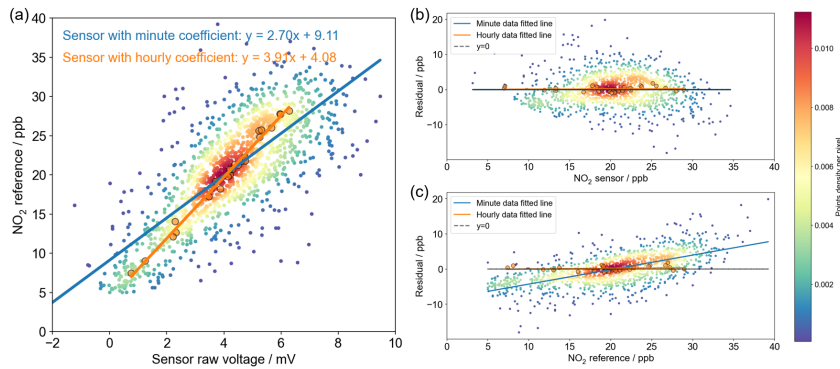 (a)
Sensor with minute coefficient: y = 2.70x + 9.11
Sensor with hourly coefficient: y = 3.91x + 4.08
40
35
30
25
20
15
10
5
0
NO2 reference / ppb
−2
0
2
4
6
8
10
Sensor raw voltage / mV
(b)
Minute data fitted line
Hourly data fitted line
y=0
20
10
0
−10
Residual / ppb
0
5
10
15
20
25
30
35
40
NO2 sensor / ppb
(c)
Minute data fitted line
Hourly data fitted line
y=0
20
10
0
−10
Residual / ppb
0
5
10
15
20
25
30
35
40
NO2 reference / ppb
0.010
0.008
0.006
0.004
0.002
Points density per pixel